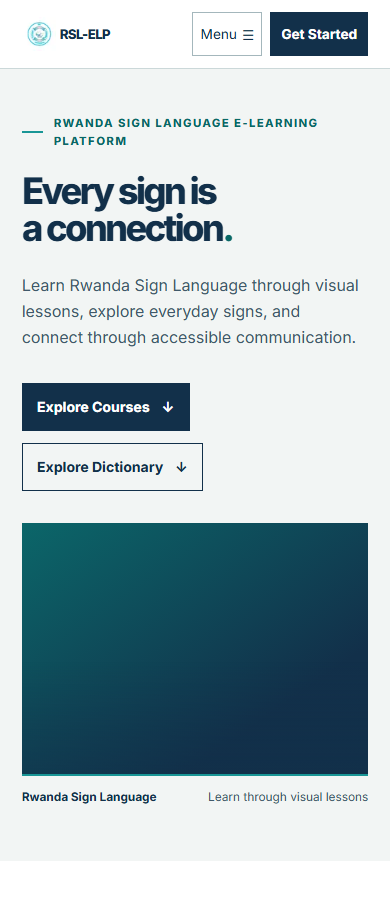 RSL-ELP
Menu ☰
Get Started
RWANDA SIGN LANGUAGE E-LEARNING
PLATFORM
Every sign is
a connection.
Learn Rwanda Sign Language through visual
lessons, explore everyday signs, and
connect through accessible communication.
Explore Courses ↓
Explore Dictionary ↓
Rwanda Sign Language
Learn through visual lessons